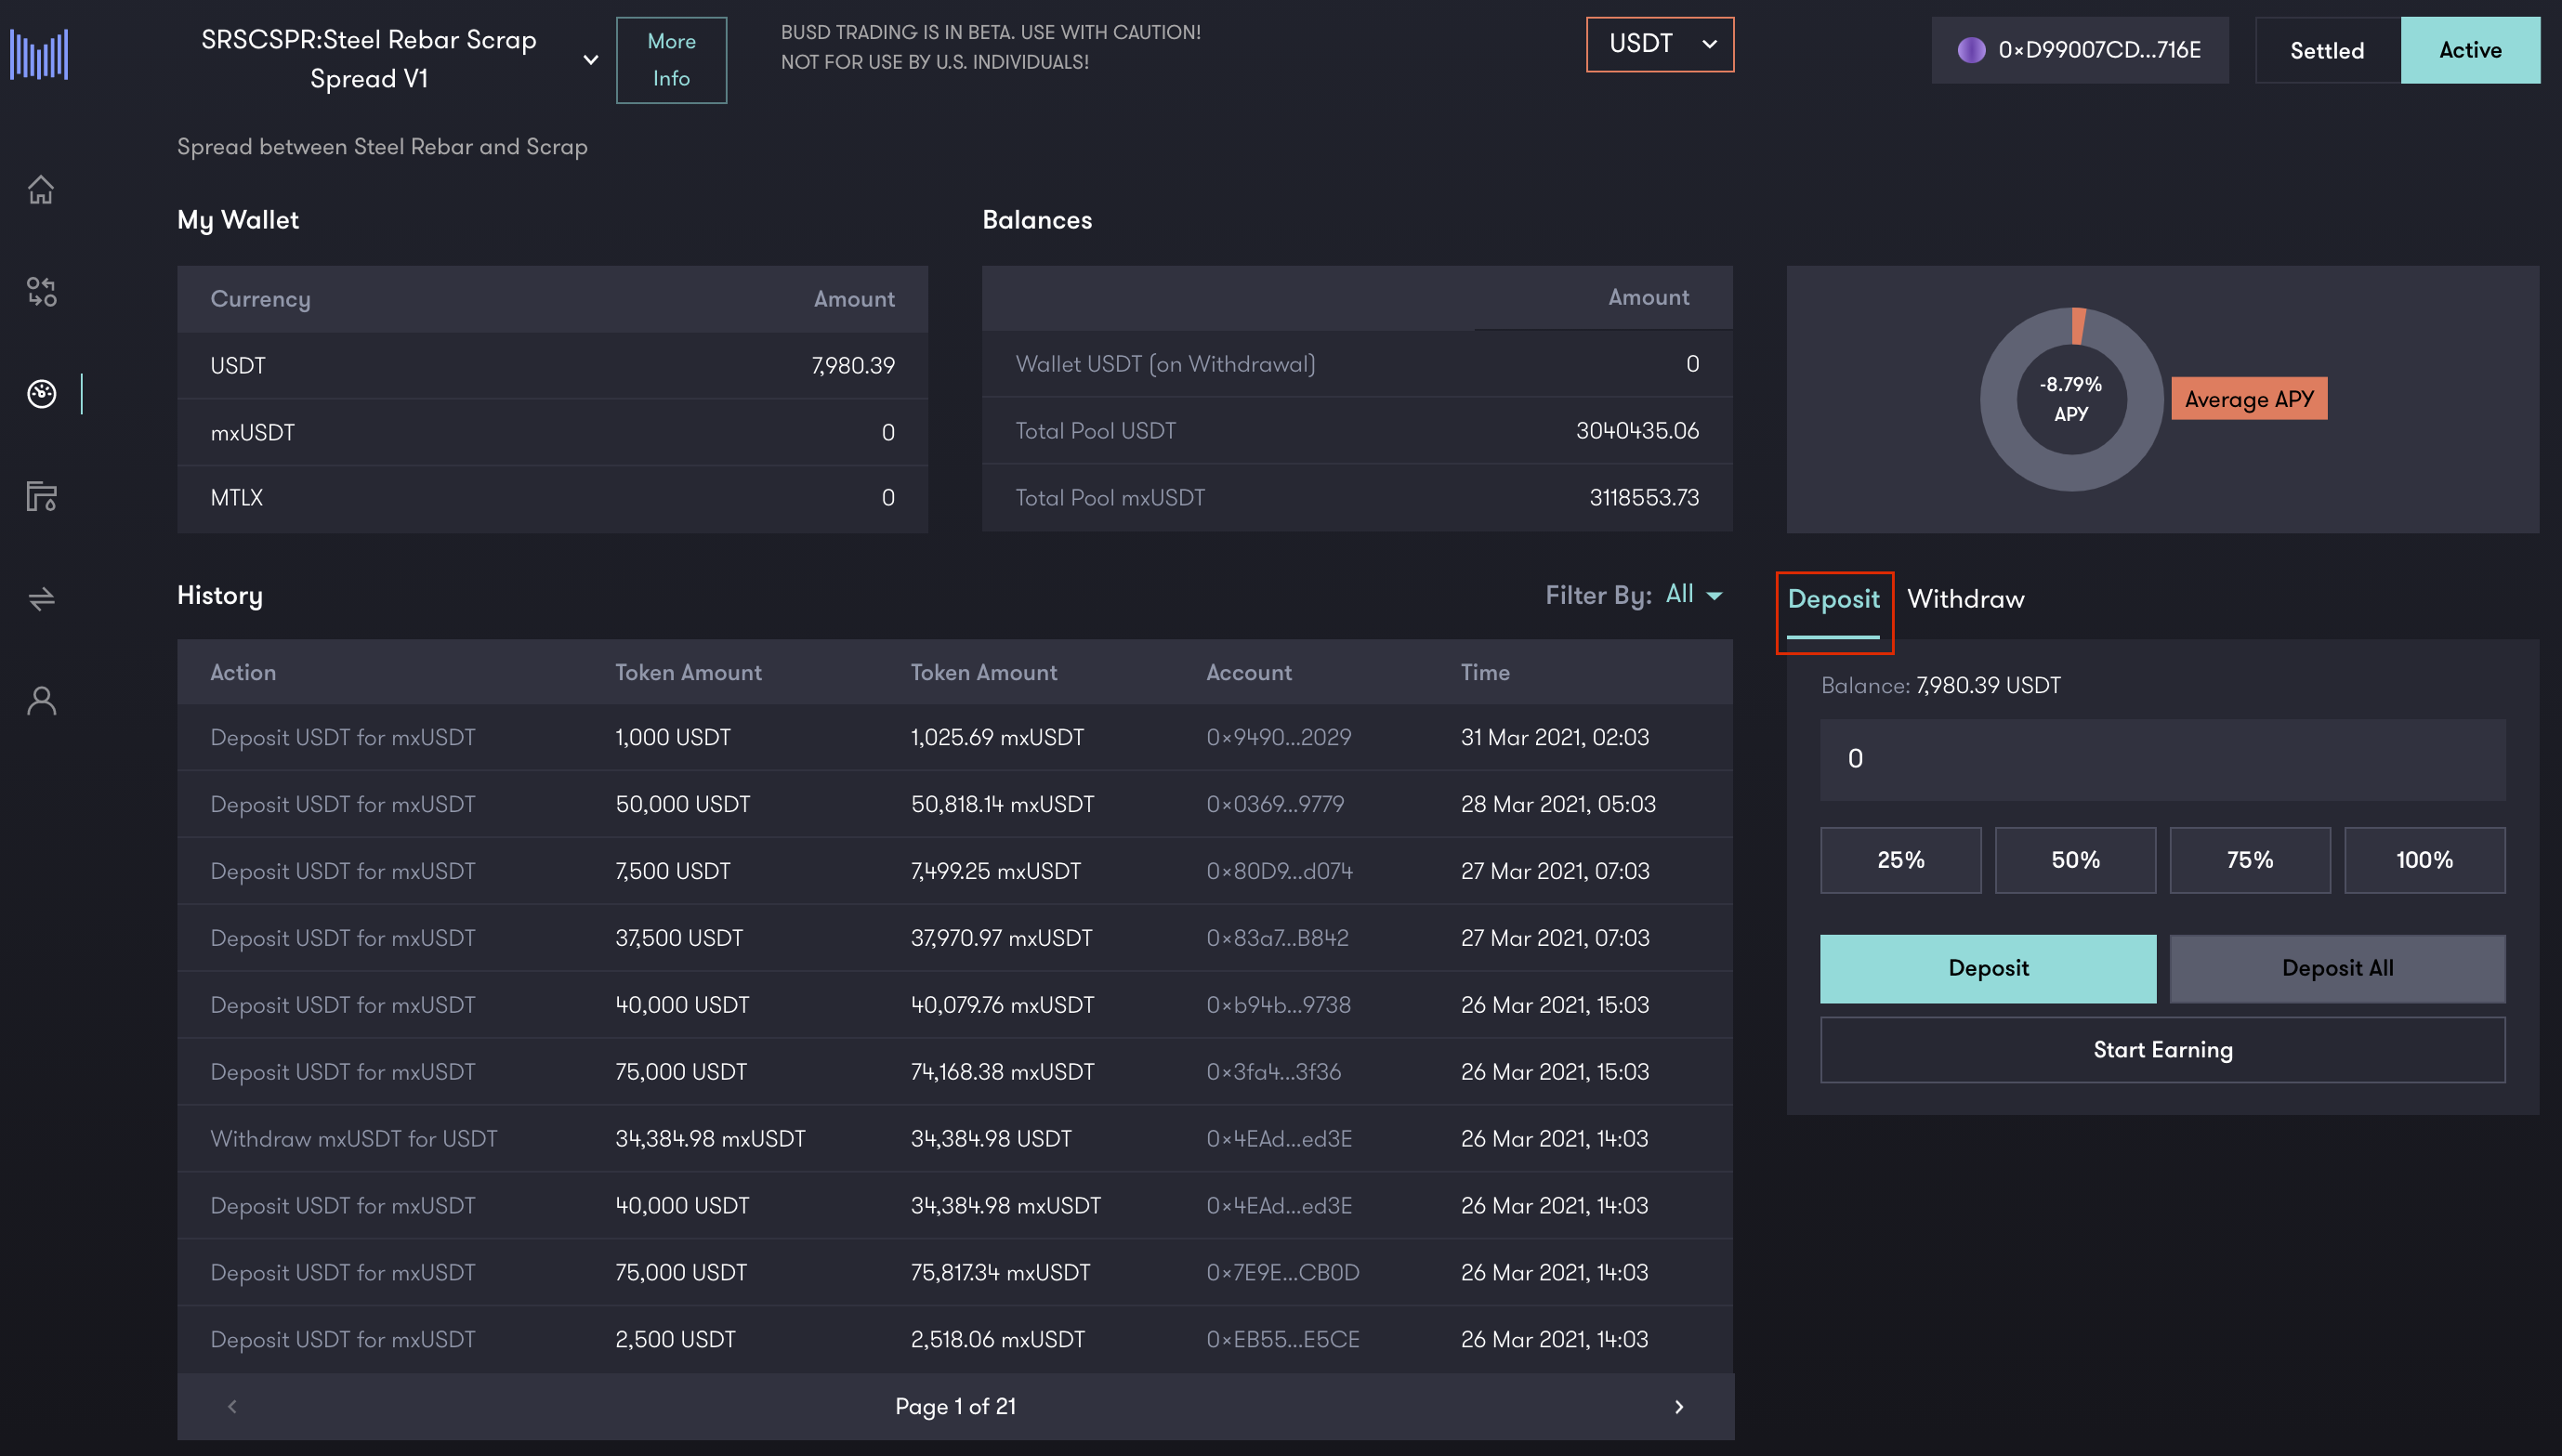 SRSCSPR:Steel Rebar Scrap
Spread V1
More
Info
BUSD TRADING IS IN BETA. USE WITH CAUTION!
NOT FOR USE BY U.S. INDIVIDUALS!
USDT
0×D99007CD...716E
Settled
Active
Spread between Steel Rebar and Scrap
My Wallet
Currency Amount
USDT 7,980.39
mxUSDT 0
MTLX 0
Balances
Amount
Wallet USDT (on Withdrawal) 0
Total Pool USDT 3040435.06
Total Pool mxUSDT 3118553.73
-8.79%
APY
Average APY
History
Filter By: All
Action Token Amount Token Amount Account Time
Deposit USDT for mxUSDT 1,000 USDT 1,025.69 mxUSDT 0×9490...2029 31 Mar 2021, 02:03
Deposit USDT for mxUSDT 50,000 USDT 50,818.14 mxUSDT 0×0369...9779 28 Mar 2021, 05:03
Deposit USDT for mxUSDT 7,500 USDT 7,499.25 mxUSDT 0×80D9...d074 27 Mar 2021, 07:03
Deposit USDT for mxUSDT 37,500 USDT 37,970.97 mxUSDT 0×83a7...B842 27 Mar 2021, 07:03
Deposit USDT for mxUSDT 40,000 USDT 40,079.76 mxUSDT 0×b94b...9738 26 Mar 2021, 15:03
Deposit USDT for mxUSDT 75,000 USDT 74,168.38 mxUSDT 0×3fa4...3f36 26 Mar 2021, 15:03
Withdraw mxUSDT for USDT 34,384.98 mxUSDT 34,384.98 USDT 0×4EAd...ed3E 26 Mar 2021, 14:03
Deposit USDT for mxUSDT 40,000 USDT 34,384.98 mxUSDT 0×4EAd...ed3E 26 Mar 2021, 14:03
Deposit USDT for mxUSDT 75,000 USDT 75,817.34 mxUSDT 0×7E9E...CB0D 26 Mar 2021, 14:03
Deposit USDT for mxUSDT 2,500 USDT 2,518.06 mxUSDT 0×EB55...E5CE 26 Mar 2021, 14:03
Page 1 of 21
Deposit Withdraw
Balance: 7,980.39 USDT
0
25% 50% 75% 100%
Deposit Deposit All
Start Earning